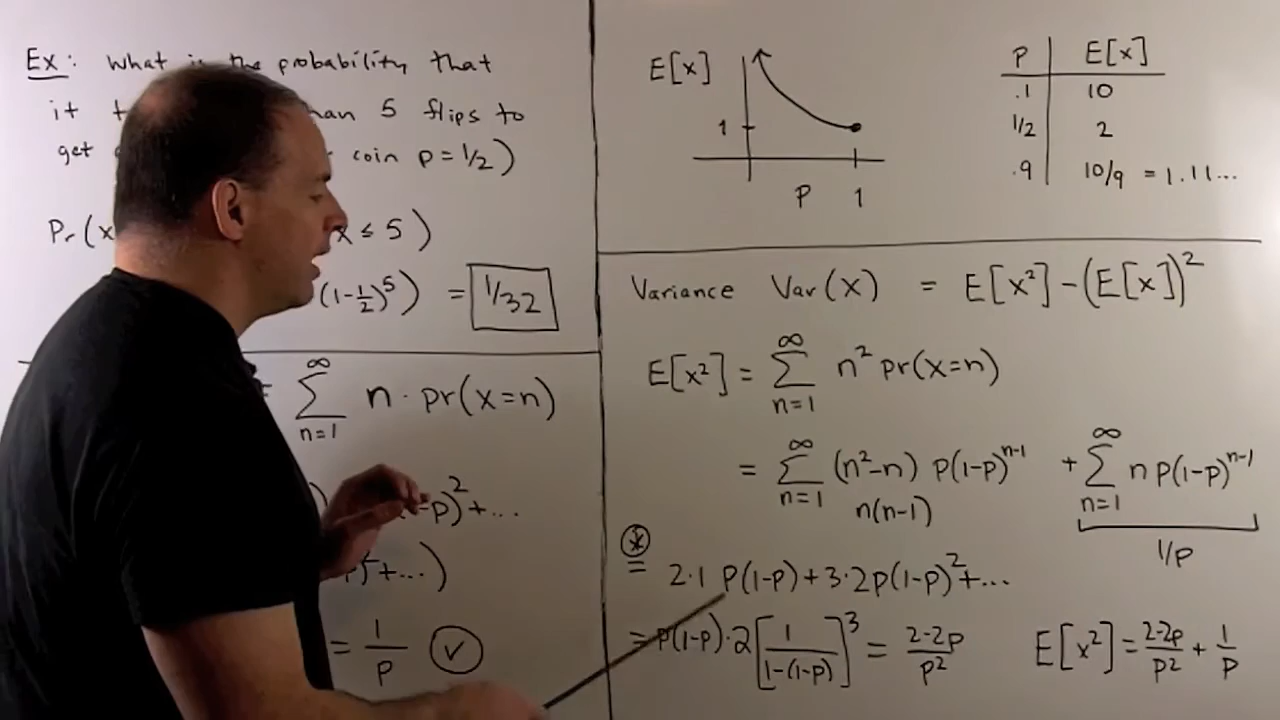 Ex: What is the probability that
it than 5 flips to
get coin p = 1/2)
Pr(x x ≤ 5)
(1-½)^5) = 1/32
= ∑_{n=1}^{∞} n · pr(x=n)
-p)^2 + ...
+ ...)
= 1/p ✓
E[x]
1
P 1
P E[x]
.1 10
1/2 2
.9 10/9 = 1.11...
Variance Var(X) = E[x²] - (E[x])²
E[x²] = ∑_{n=1}^{∞} n² pr(x=n)
= ∑_{n=1}^{∞} (n²-n) p(1-p)^{n-1} + ∑_{n=1}^{∞} n p(1-p)^{n-1}
n(n-1)
1/p
⊛
= 2·1 p(1-p) + 3·2p(1-p)² + ...
= p(1-p)·2[1/(1-(1-p))]³ = (2-2p)/p² E[x²] = (2-2p)/p² + 1/p